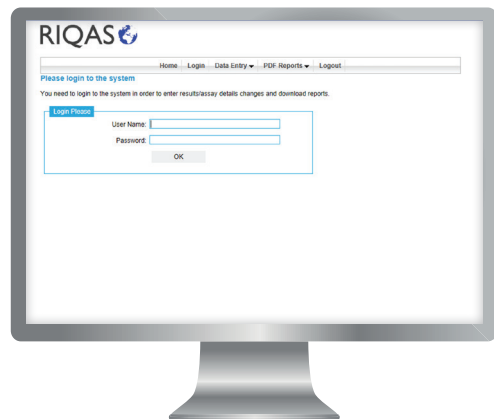 RIQAS
Home Login Data Entry PDF Reports Logout
Please login to the system
You need to login to the system in order to enter results/assay details changes and download reports.
Login Please
User Name:
Password:
OK